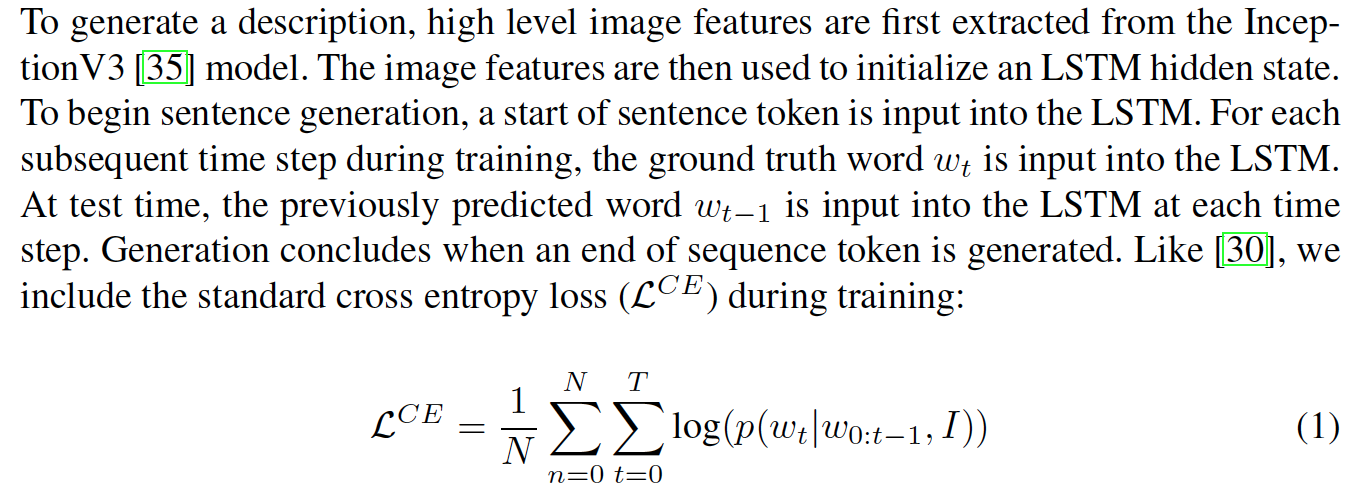 To generate a description, high level image features are first extracted from the Incep-
tionV3 [35] model. The image features are then used to initialize an LSTM hidden state.
To begin sentence generation, a start of sentence token is input into the LSTM. For each
subsequent time step during training, the ground truth word w_t is input into the LSTM.
At test time, the previously predicted word w_{t−1} is input into the LSTM at each time
step. Generation concludes when an end of sequence token is generated. Like [30], we
include the standard cross entropy loss (ℒ^{CE}) during training:
ℒ^{CE} = \frac{1}{N} \sum_{n=0}^{N} \sum_{t=0}^{T} log(p(w_t|w_{0:t−1}, I)) (1)